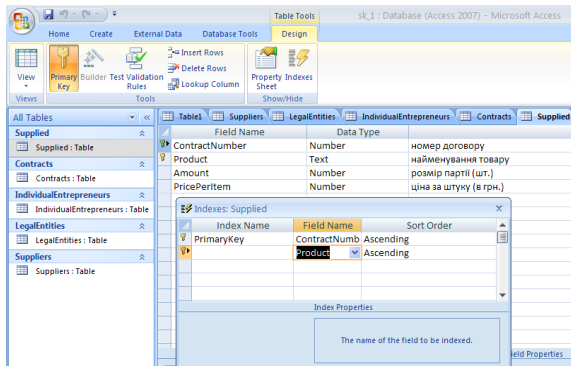 Table Tools
sk_1 : Database (Access 2007) - Microsoft Access
Home Create External Data Database Tools Design
View
Primary Key
Builder
Test Validation Rules
Insert Rows
Delete Rows
Lookup Column
Property Sheet
Indexes
Views Tools Show/Hide
All Tables
Table1 Suppliers LegalEntities IndividualEntrepreneurs Contracts Supplied
Supplied
Supplied : Table
Contracts
Contracts : Table
IndividualEntrepreneurs
IndividualEntrepreneurs : Table
LegalEntities
LegalEntities : Table
Suppliers
Suppliers : Table
Field Name Data Type
ContractNumber Number номер договору
Product Text найменування товару
Amount Number розмір партії (шт.)
PricePerItem Number ціна за штуку (в грн.)
Indexes: Supplied
Index Name Field Name Sort Order
PrimaryKey ContractNumb Ascending
Product Ascending
Index Properties
The name of the field to be indexed.
ield Properties